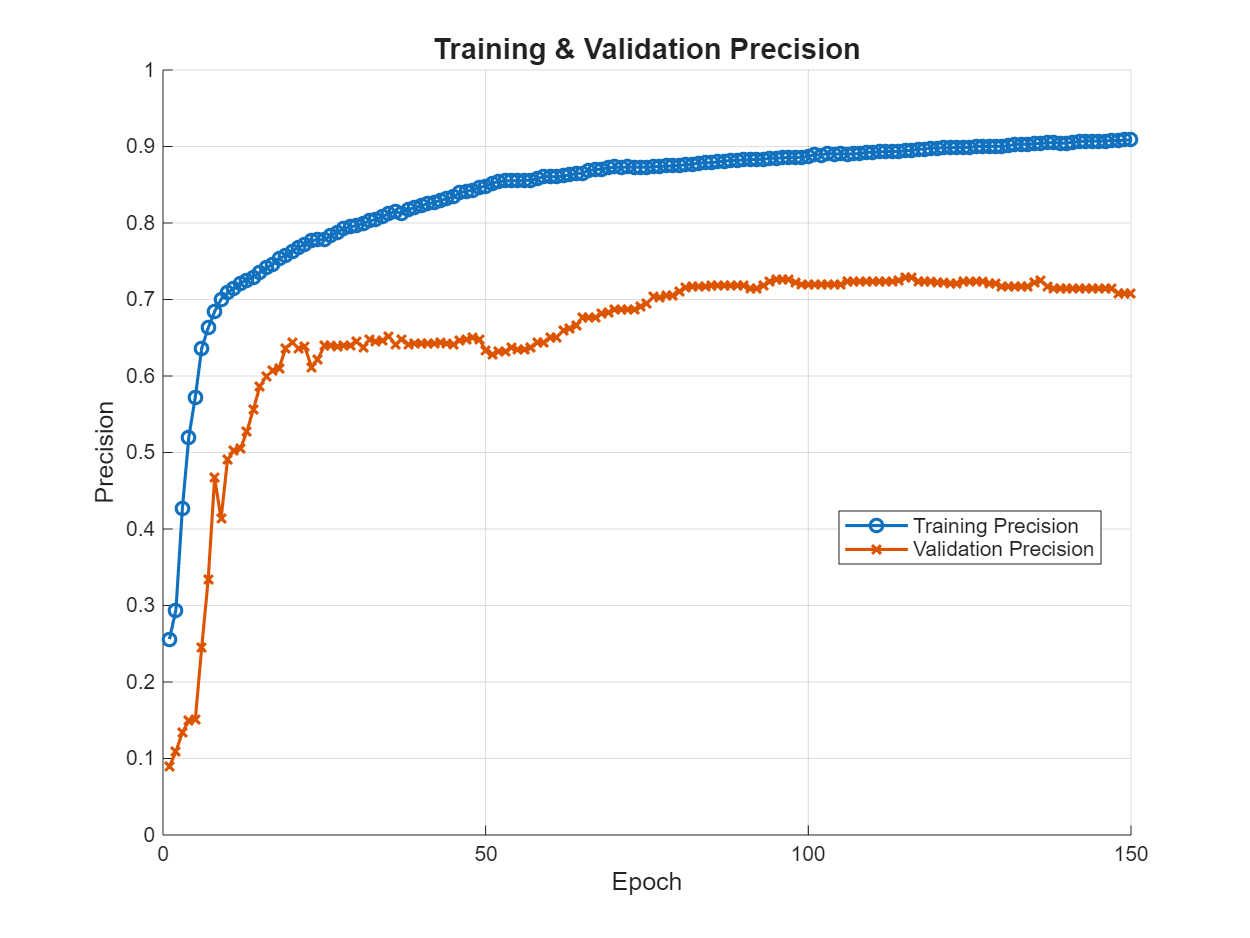 Training & Validation Precision
1
0.9
0.8
0.7
0.6
0.5
0.4
0.3
0.2
0.1
0
Precision
Training Precision
Validation Precision
0 50 100 150
Epoch